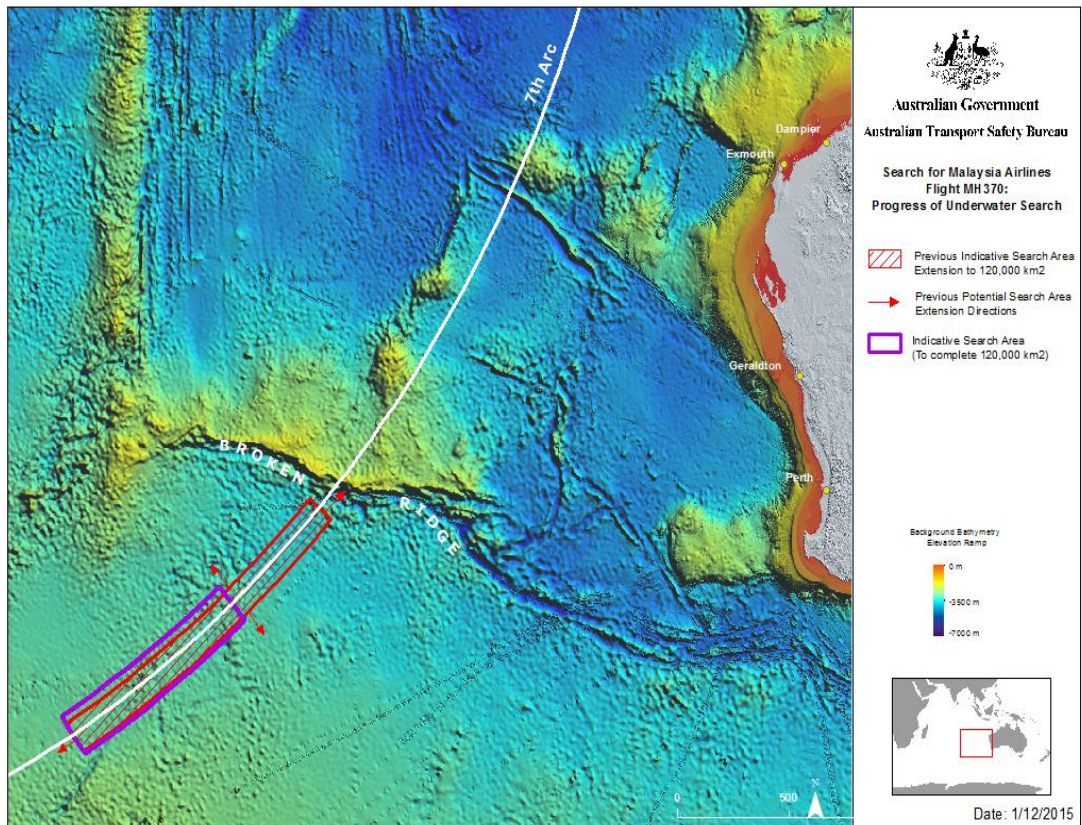 7th Arc
Dampier
Exmouth
Geraldton
Perth
BROKEN
RIDGE
0
500
N
Australian Government
Australian Transport Safety Bureau
Search for Malaysia Airlines
Flight MH370:
Progress of Underwater Search
Previous Indicative Search Area
Extension to 120,000 km2
Previous Potential Search Area
Extension Directions
Indicative Search Area
(To complete 120,000 km2)
Background Bathymetry
Elevation Ramp
0 m
-3500 m
-7000 m
Date: 1/12/2015